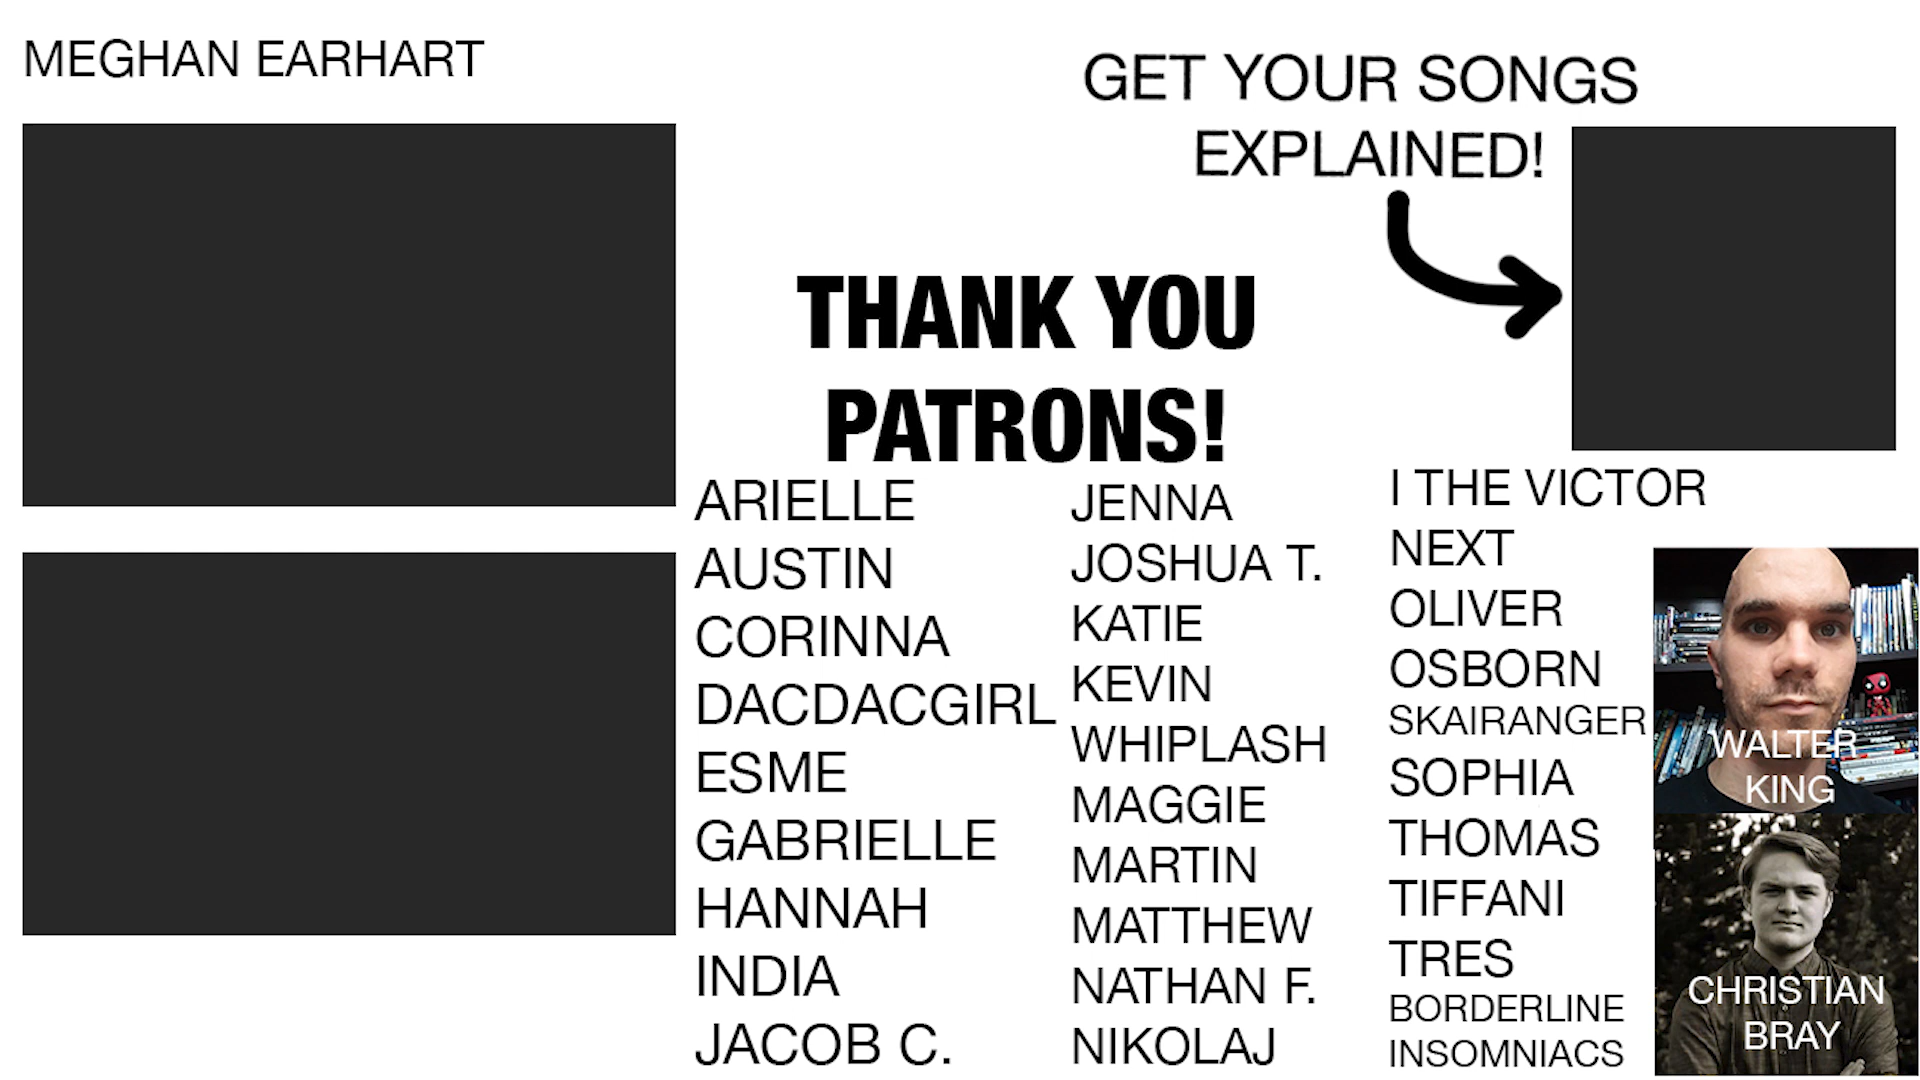 MEGHAN EARHART
GET YOUR SONGS
EXPLAINED!
THANK YOU
PATRONS!
ARIELLE
AUSTIN
CORINNA
DACDACGIRL
ESME
GABRIELLE
HANNAH
INDIA
JACOB C.
JENNA
JOSHUA T.
KATIE
KEVIN
WHIPLASH
MAGGIE
MARTIN
MATTHEW
NATHAN F.
NIKOLAJ
I THE VICTOR
NEXT
OLIVER
OSBORN
SKAIRANGER
SOPHIA
THOMAS
TIFFANI
TRES
BORDERLINE
INSOMNIACS
WALTER
KING
CHRISTIAN
BRAY